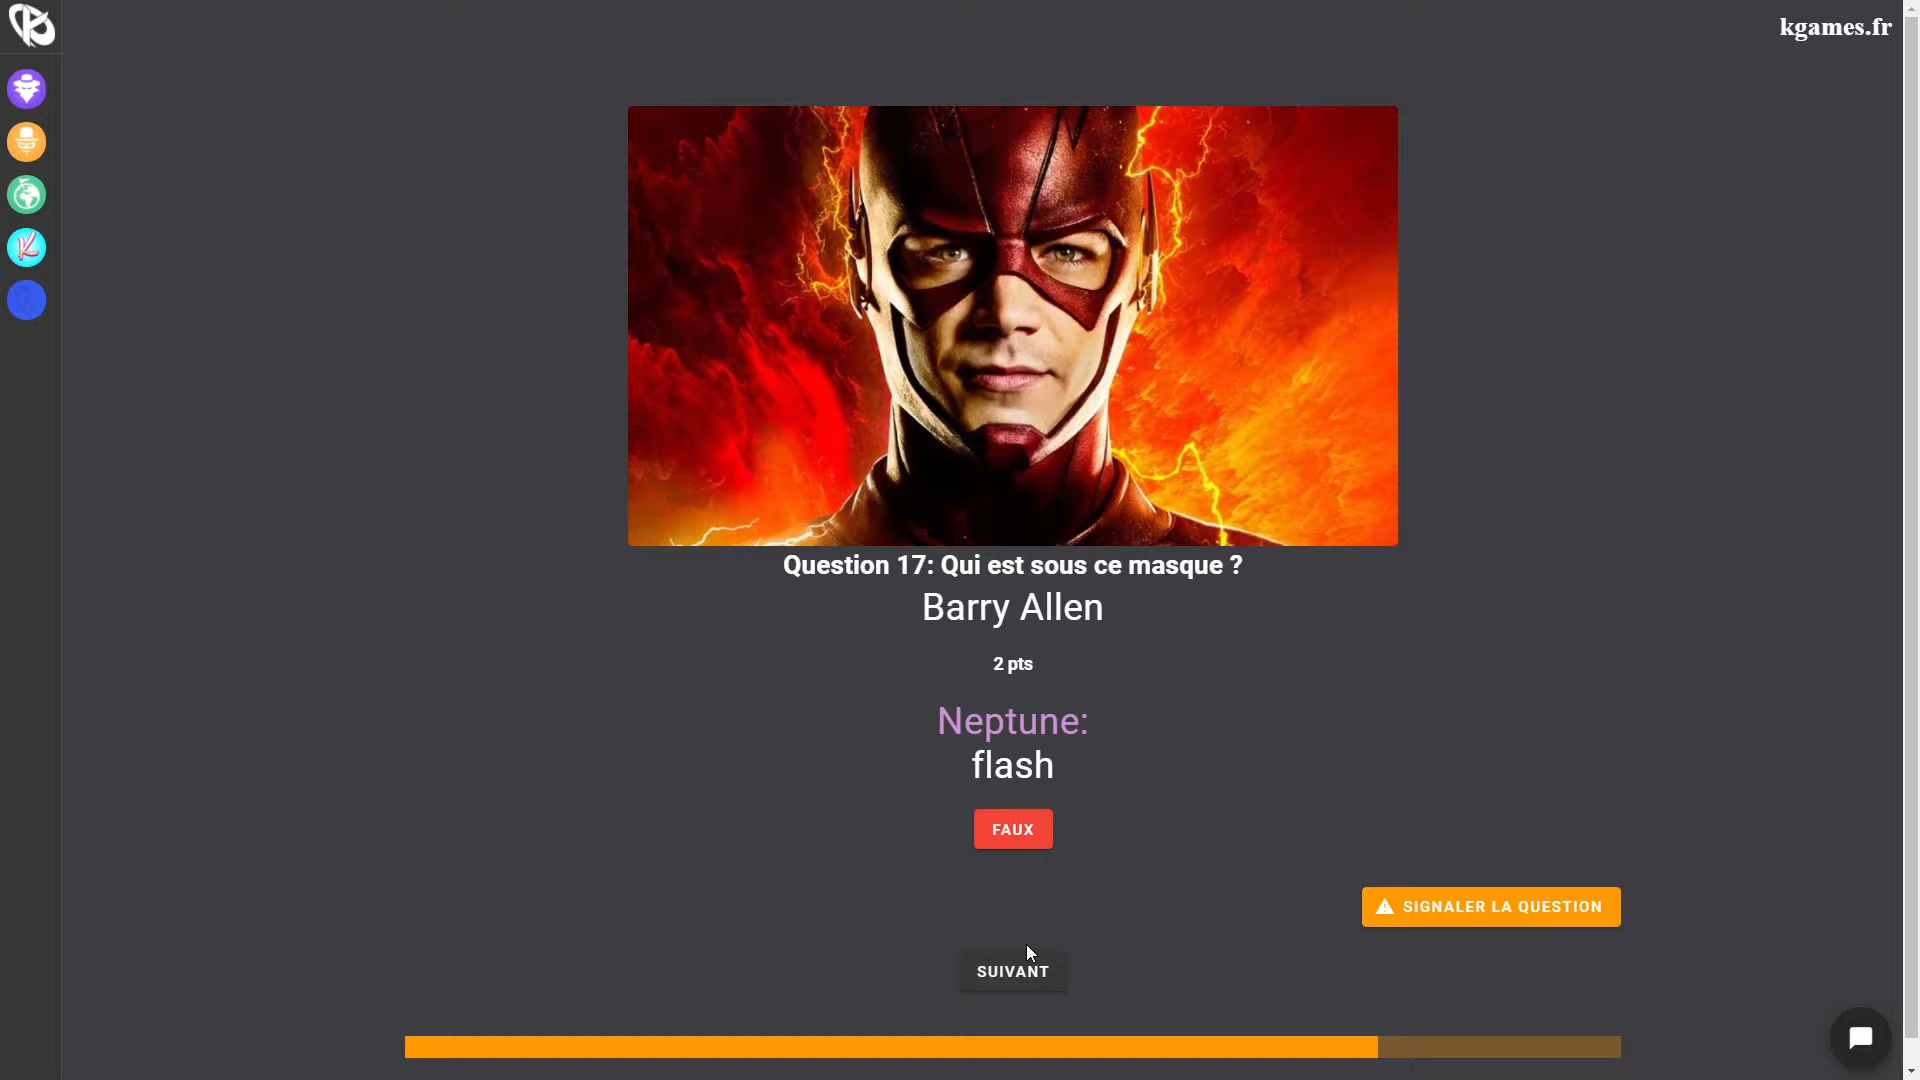 kgames.fr
Question 17: Qui est sous ce masque ?
Barry Allen
2 pts
Neptune:
flash
FAUX
SIGNALER LA QUESTION
SUIVANT